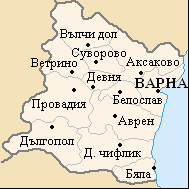 Вълчи дол
Суворово
Ветрино
Аксаково
Девня
ВАРНА
Провадия
Белослав
Аврен
Дългопол
Д. чифлик
Бяла